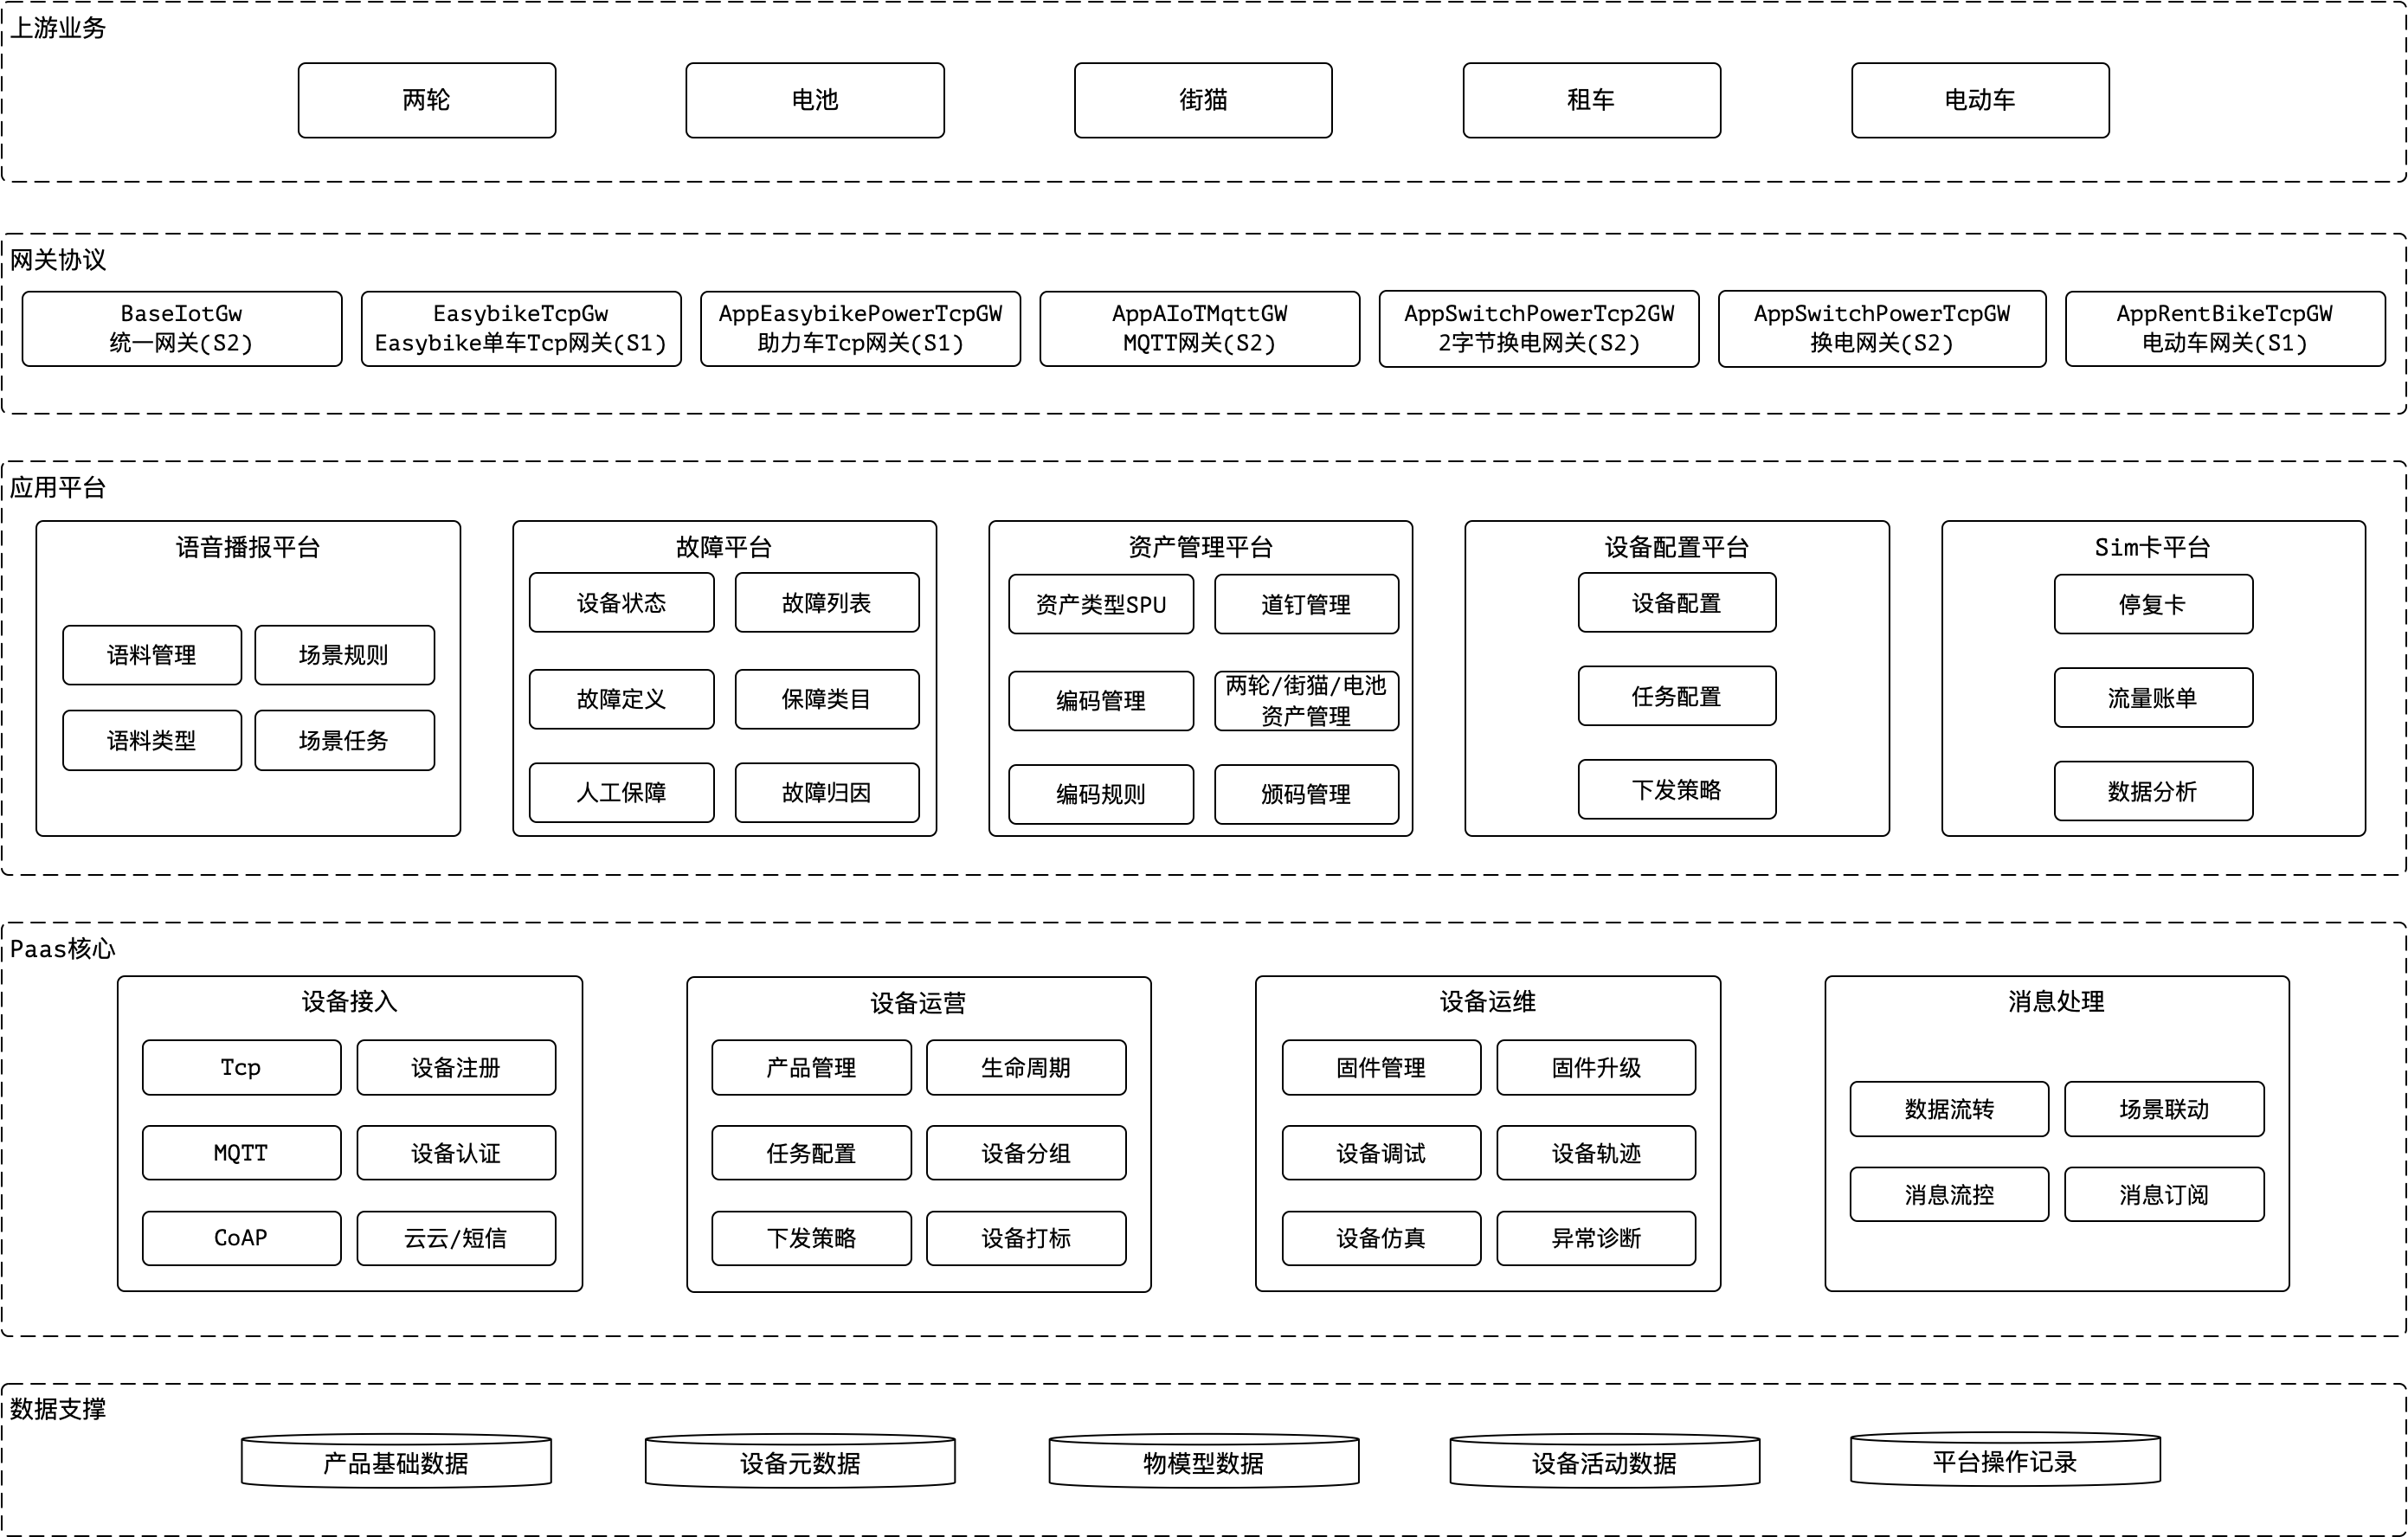 上游业务
两轮
电池
街猫
租车
电动车
网关协议
BaseIotGw
统一网关(S2)
EasybikeTcpGw
Easybike单车Tcp网关(S1)
AppEasybikePowerTcpGW
助力车Tcp网关(S1)
AppAIoTMqttGW
MQTT网关(S2)
AppSwitchPowerTcp2GW
2字节换电网关(S2)
AppSwitchPowerTcpGW
换电网关(S2)
AppRentBikeTcpGW
电动车网关(S1)
应用平台
语音播报平台
语料管理
场景规则
语料类型
场景任务
故障平台
设备状态
故障列表
故障定义
保障类目
人工保障
故障归因
资产管理平台
资产类型SPU
道钉管理
编码管理
两轮/街猫/电池
资产管理
编码规则
颁码管理
设备配置平台
设备配置
任务配置
下发策略
Sim卡平台
停复卡
流量账单
数据分析
Paas核心
设备接入
Tcp
设备注册
MQTT
设备认证
CoAP
云云/短信
设备运营
产品管理
生命周期
任务配置
设备分组
下发策略
设备打标
设备运维
固件管理
固件升级
设备调试
设备轨迹
设备仿真
异常诊断
消息处理
数据流转
场景联动
消息流控
消息订阅
数据支撑
产品基础数据
设备元数据
物模型数据
设备活动数据
平台操作记录